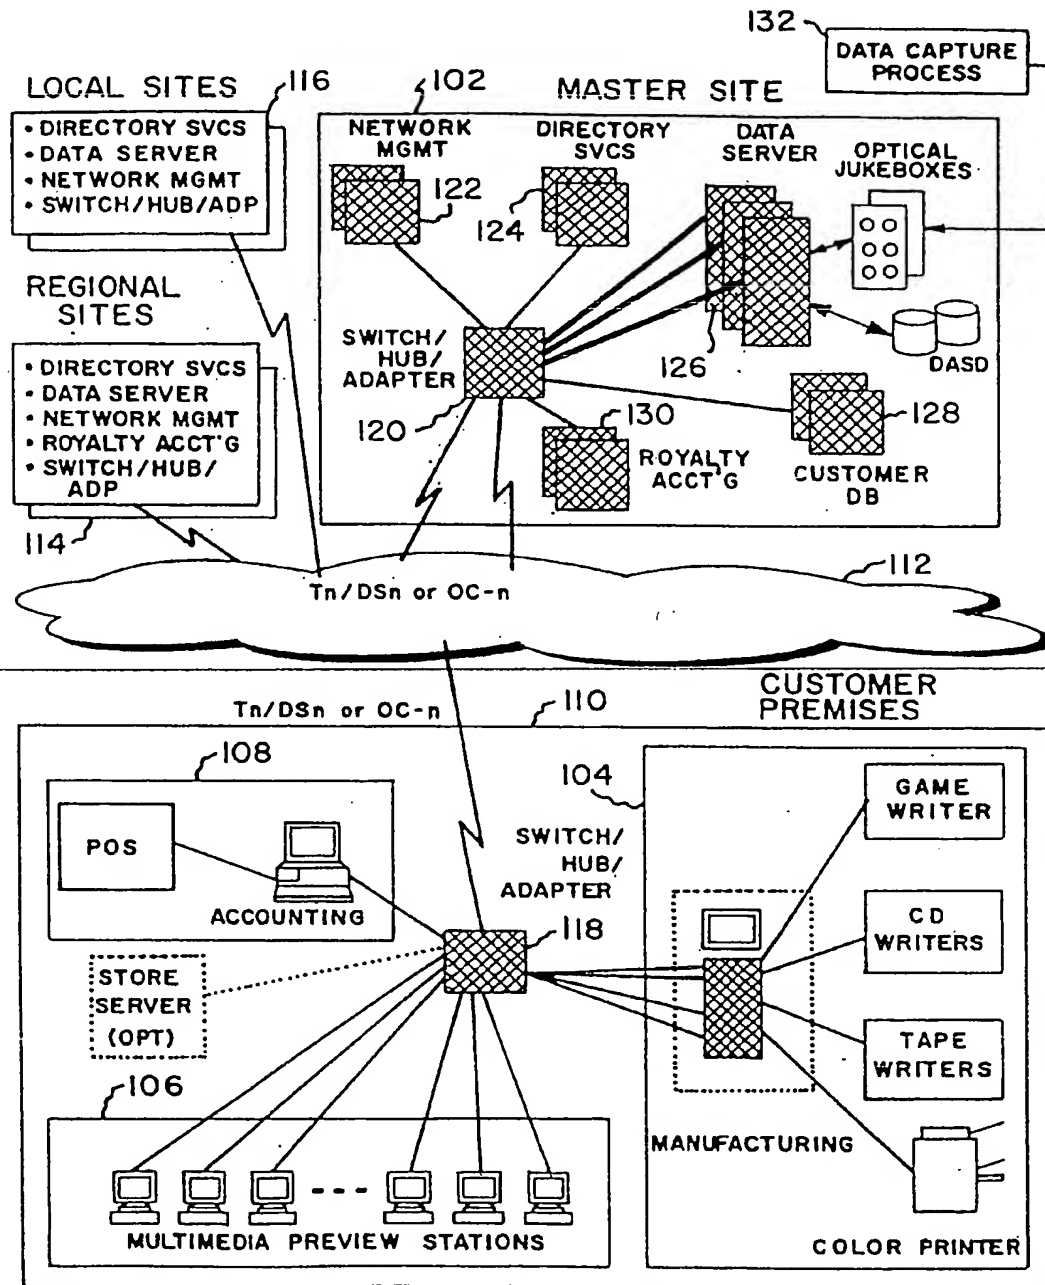 132
DATA CAPTURE
PROCESS
LOCAL SITES
116
• DIRECTORY SVCS
• DATA SERVER
• NETWORK MGMT
• SWITCH/HUB/ADP
102
MASTER SITE
NETWORK
MGMT
122
DIRECTORY
SVCS
124
DATA
SERVER
126
OPTICAL
JUKEBOXES
DASD
REGIONAL
SITES
• DIRECTORY SVCS
• DATA SERVER
• NETWORK MGMT
• ROYALTY ACCT'G
• SWITCH/HUB/
ADP
114
SWITCH/
HUB/
ADAPTER
120
130
ROYALTY
ACCT'G
128
CUSTOMER
DB
112
Tn/DSn or OC-n
CUSTOMER
PREMISES
Tn/DSn or OC-n
110
108
POS
ACCOUNTING
SWITCH/
HUB/
ADAPTER
118
STORE
SERVER
(OPT)
106
MULTIMEDIA PREVIEW STATIONS
104
GAME
WRITER
CD
WRITERS
TAPE
WRITERS
MANUFACTURING
COLOR PRINTER